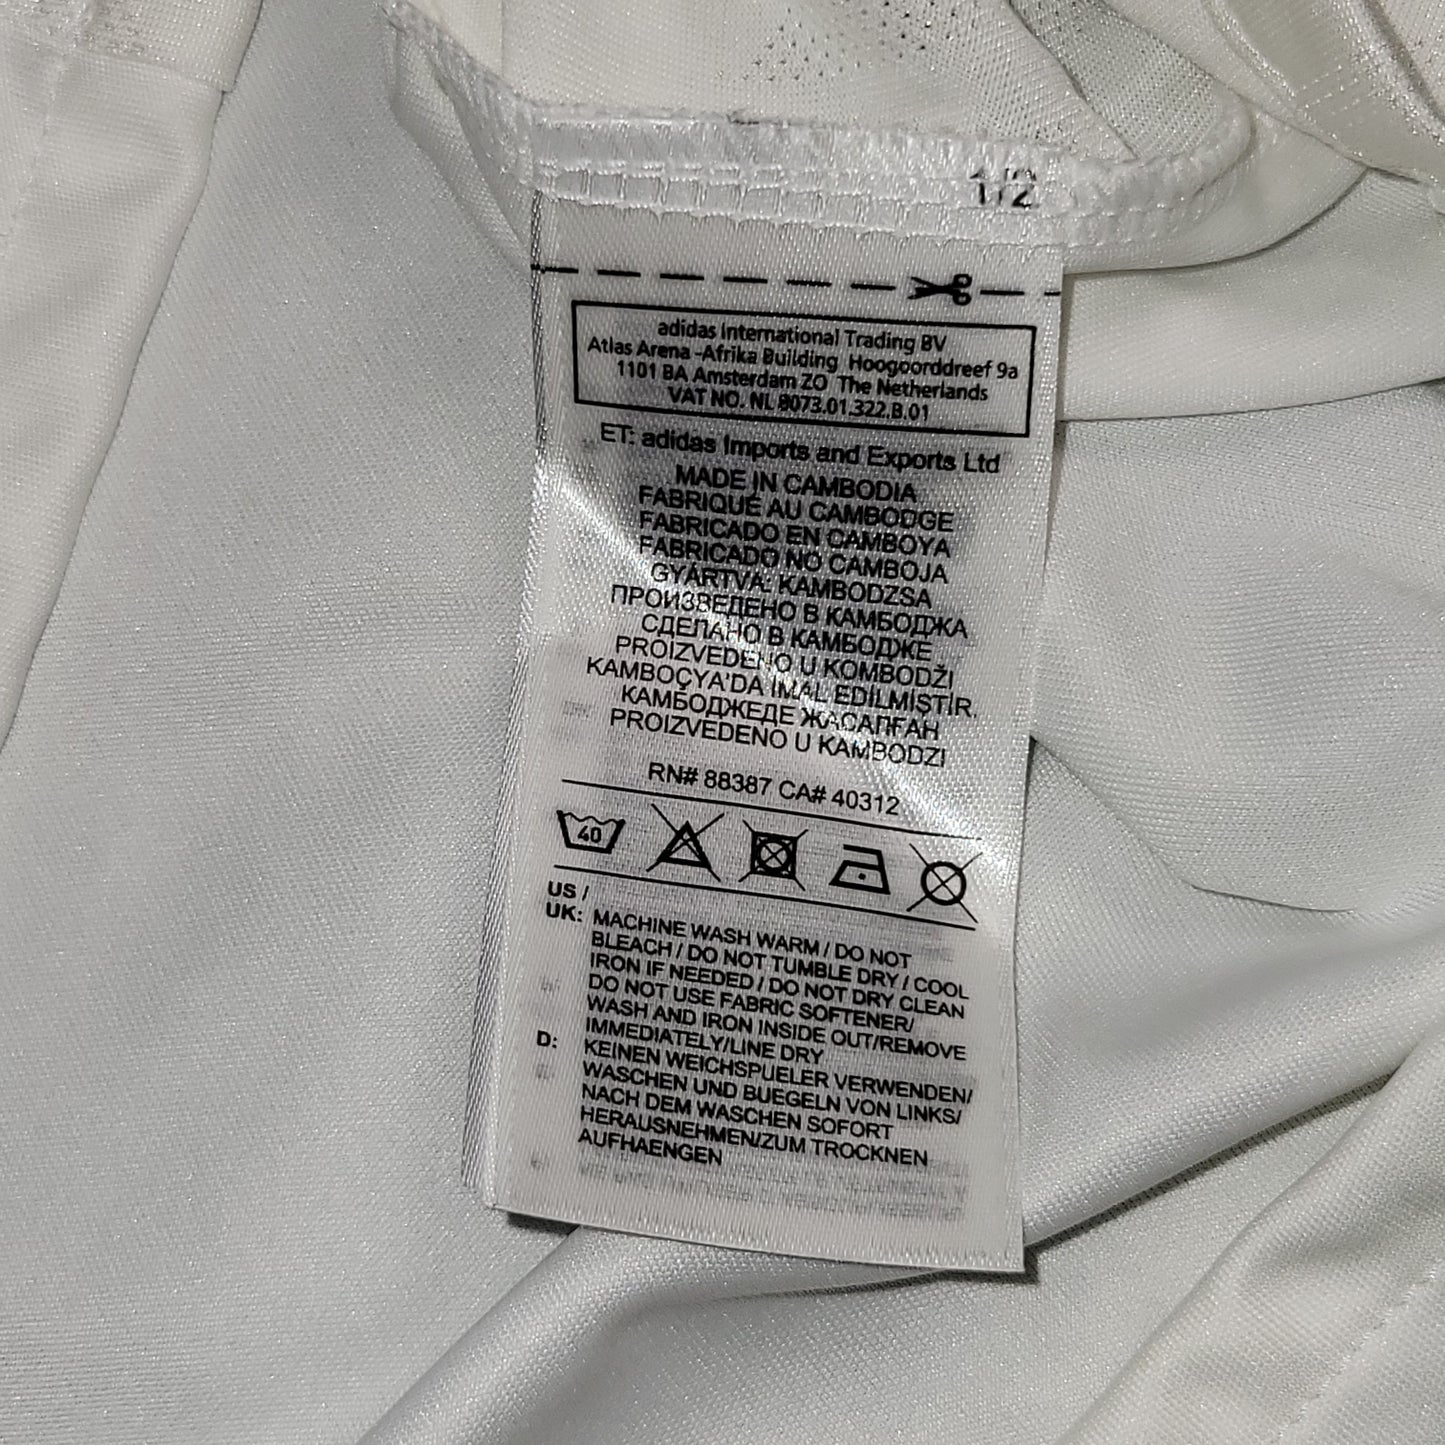 1/2
adidas International Trading BV
Atlas Arena -Afrika Building Hoogoorddreef 9a
1101 BA Amsterdam ZO The Netherlands
VAT NO. NL 8073.01.322.B.01
ET: adidas Imports and Exports Ltd
MADE IN CAMBODIA
FABRIQUÉ AU CAMBODGE
FABRICADO EN CAMBOYA
FABRICADO NO CAMBOJA
GYÁRTVA: KAMBODZSA
ПРОИЗВЕДЕНО В КАМБОДЖА
СДЕЛАНО В КАМБОДЖЕ
PROIZVEDENO U KOMBODŽI
KAMBOÇYA'DA İMAL EDİLMİŞTİR.
КАМБОДЖЕДЕ ЖАСАЛҒАН
PROIZVEDENO U KAMBODZI
RN# 88387 CA# 40312
40
US /
UK: MACHINE WASH WARM / DO NOT
BLEACH / DO NOT TUMBLE DRY / COOL
IRON IF NEEDED / DO NOT DRY CLEAN
DO NOT USE FABRIC SOFTENER/
WASH AND IRON INSIDE OUT/REMOVE
IMMEDIATELY/LINE DRY
D: KEINEN WEICHSPUELER VERWENDEN/
WASCHEN UND BUEGELN VON LINKS/
NACH DEM WASCHEN SOFORT
HERAUSNEHMEN/ZUM TROCKNEN
AUFHAENGEN